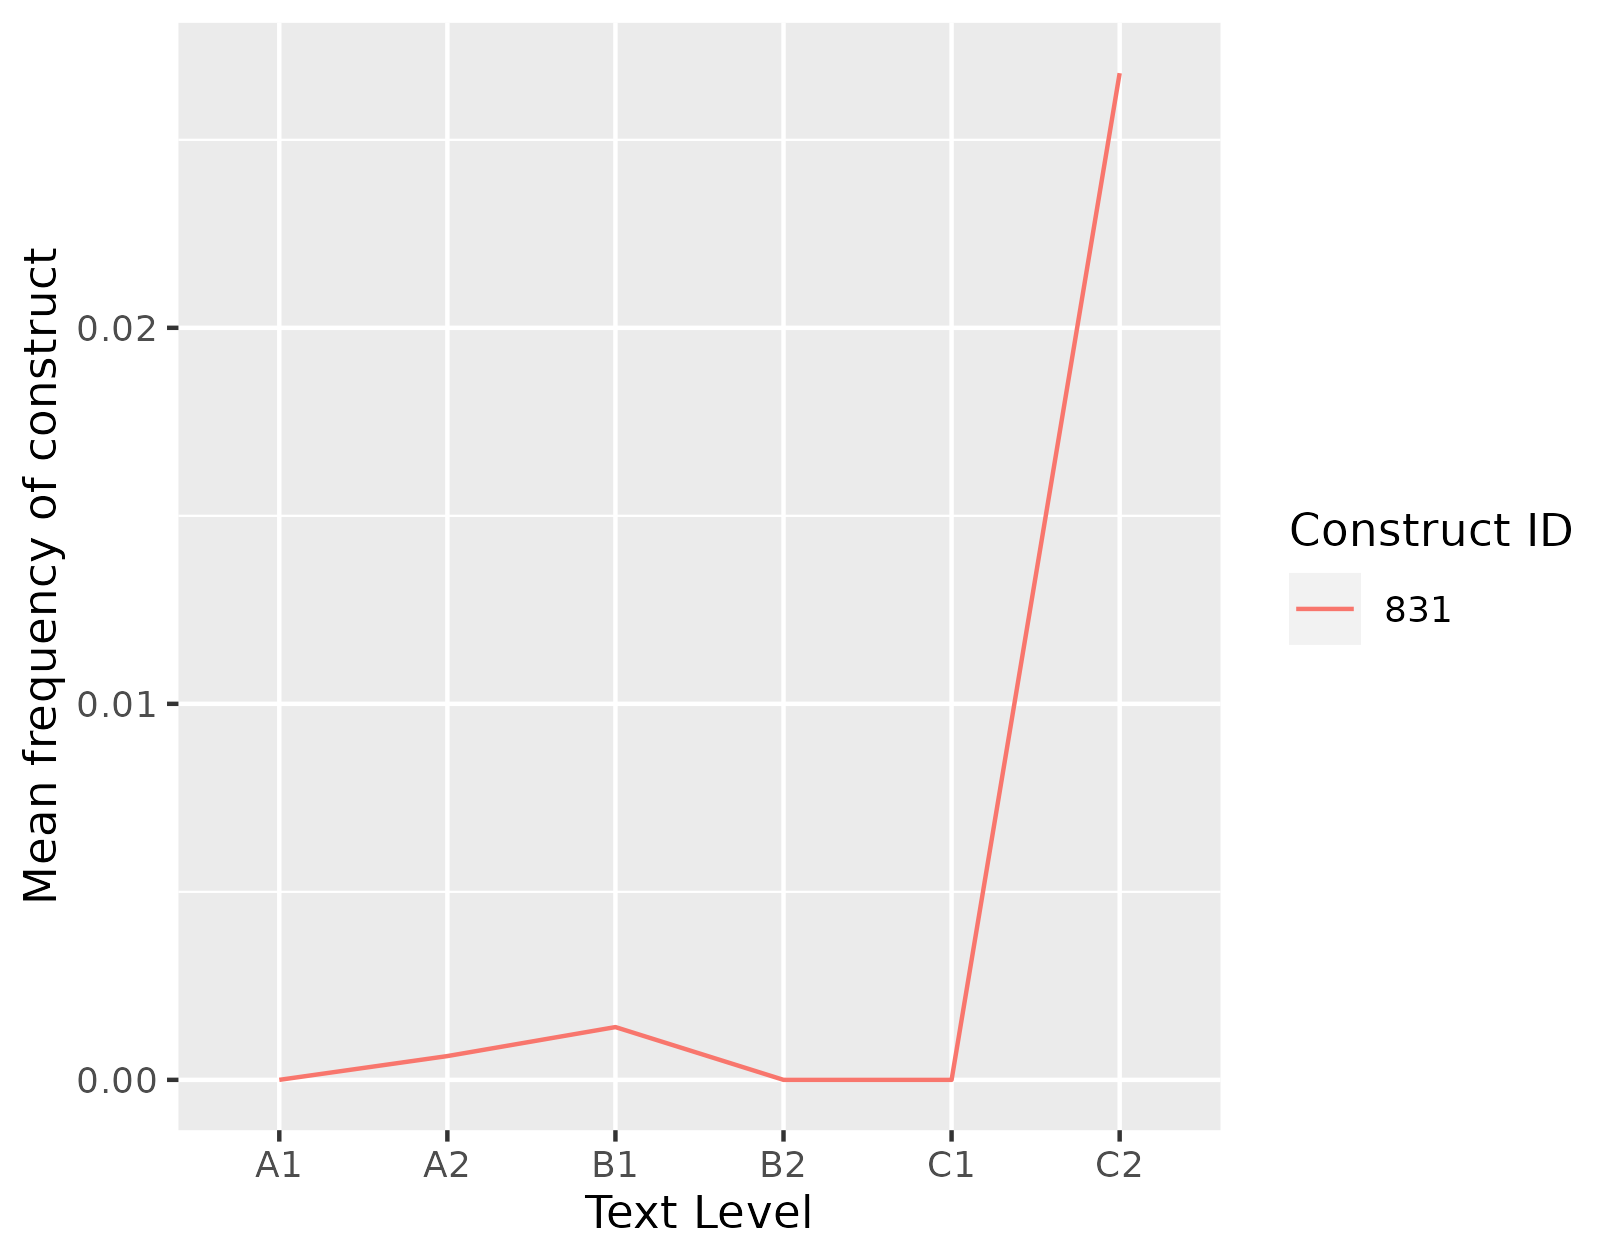 Mean frequency of construct
0.02
0.01
0.00
A1 A2 B1 B2 C1 C2
Text Level
Construct ID
831